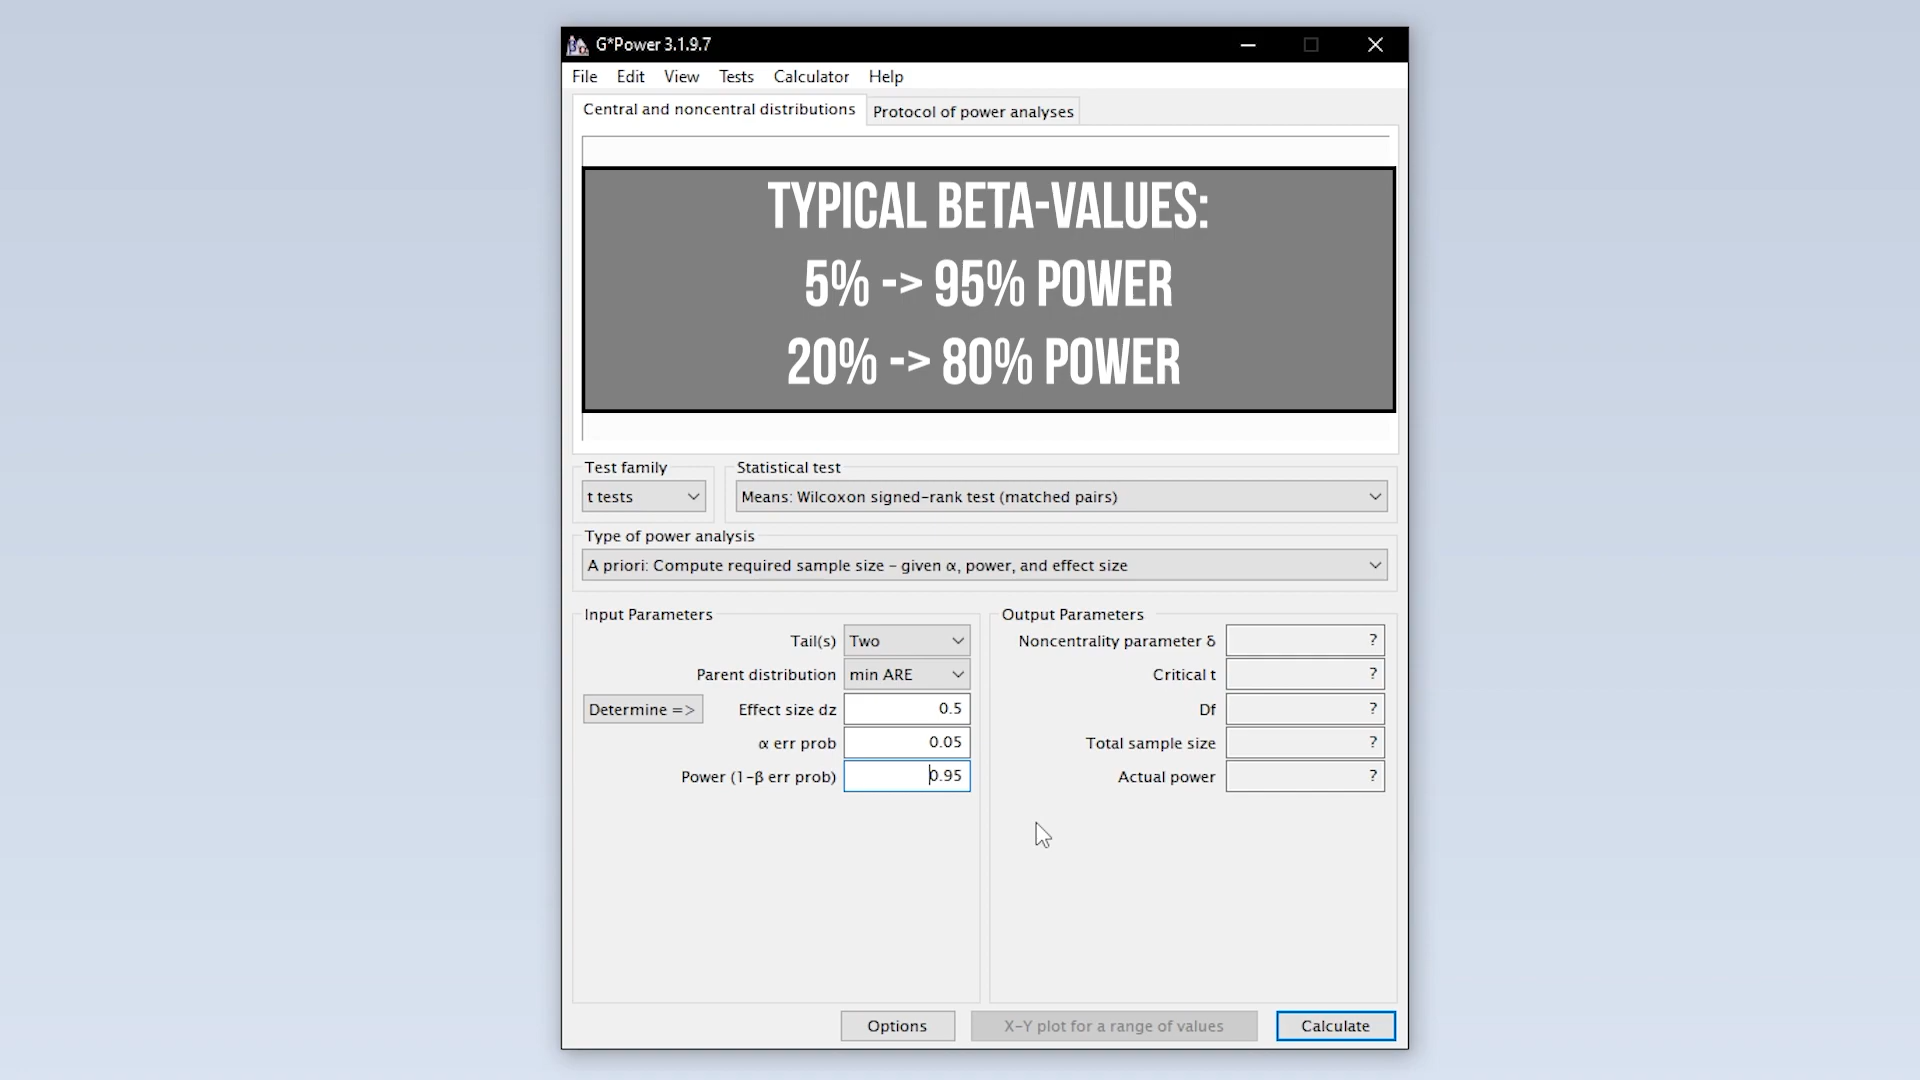 G*Power 3.1.9.7
File Edit View Tests Calculator Help
Central and noncentral distributions Protocol of power analyses
TYPICAL BETA-VALUES:
5% -> 95% POWER
20% -> 80% POWER
Test family Statistical test
t tests Means: Wilcoxon signed-rank test (matched pairs)
Type of power analysis
A priori: Compute required sample size - given α, power, and effect size
Input Parameters Output Parameters
Tail(s) Two Noncentrality parameter δ ?
Parent distribution min ARE Critical t ?
Determine => Effect size dz 0.5 Df ?
α err prob 0.05 Total sample size ?
Power (1-β err prob) 0.95 Actual power ?
Options X-Y plot for a range of values Calculate